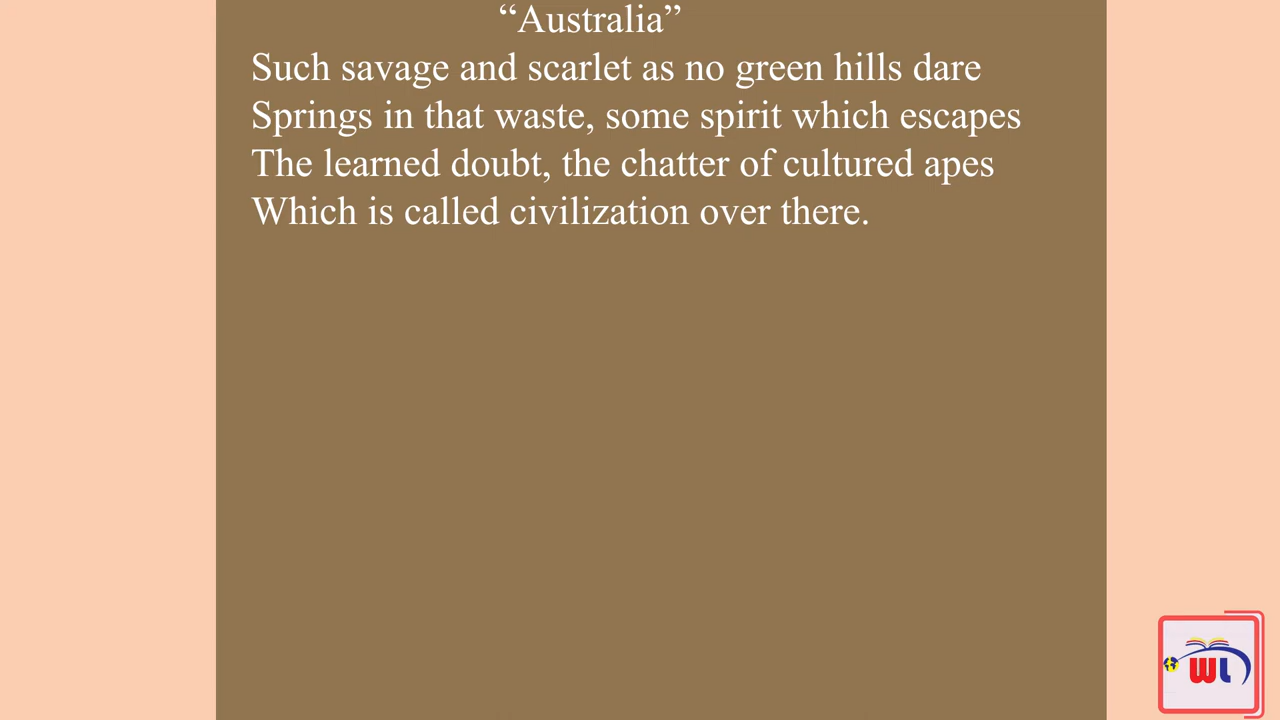 “Australia”
Such savage and scarlet as no green hills dare
Springs in that waste, some spirit which escapes
The learned doubt, the chatter of cultured apes
Which is called civilization over there.
WL